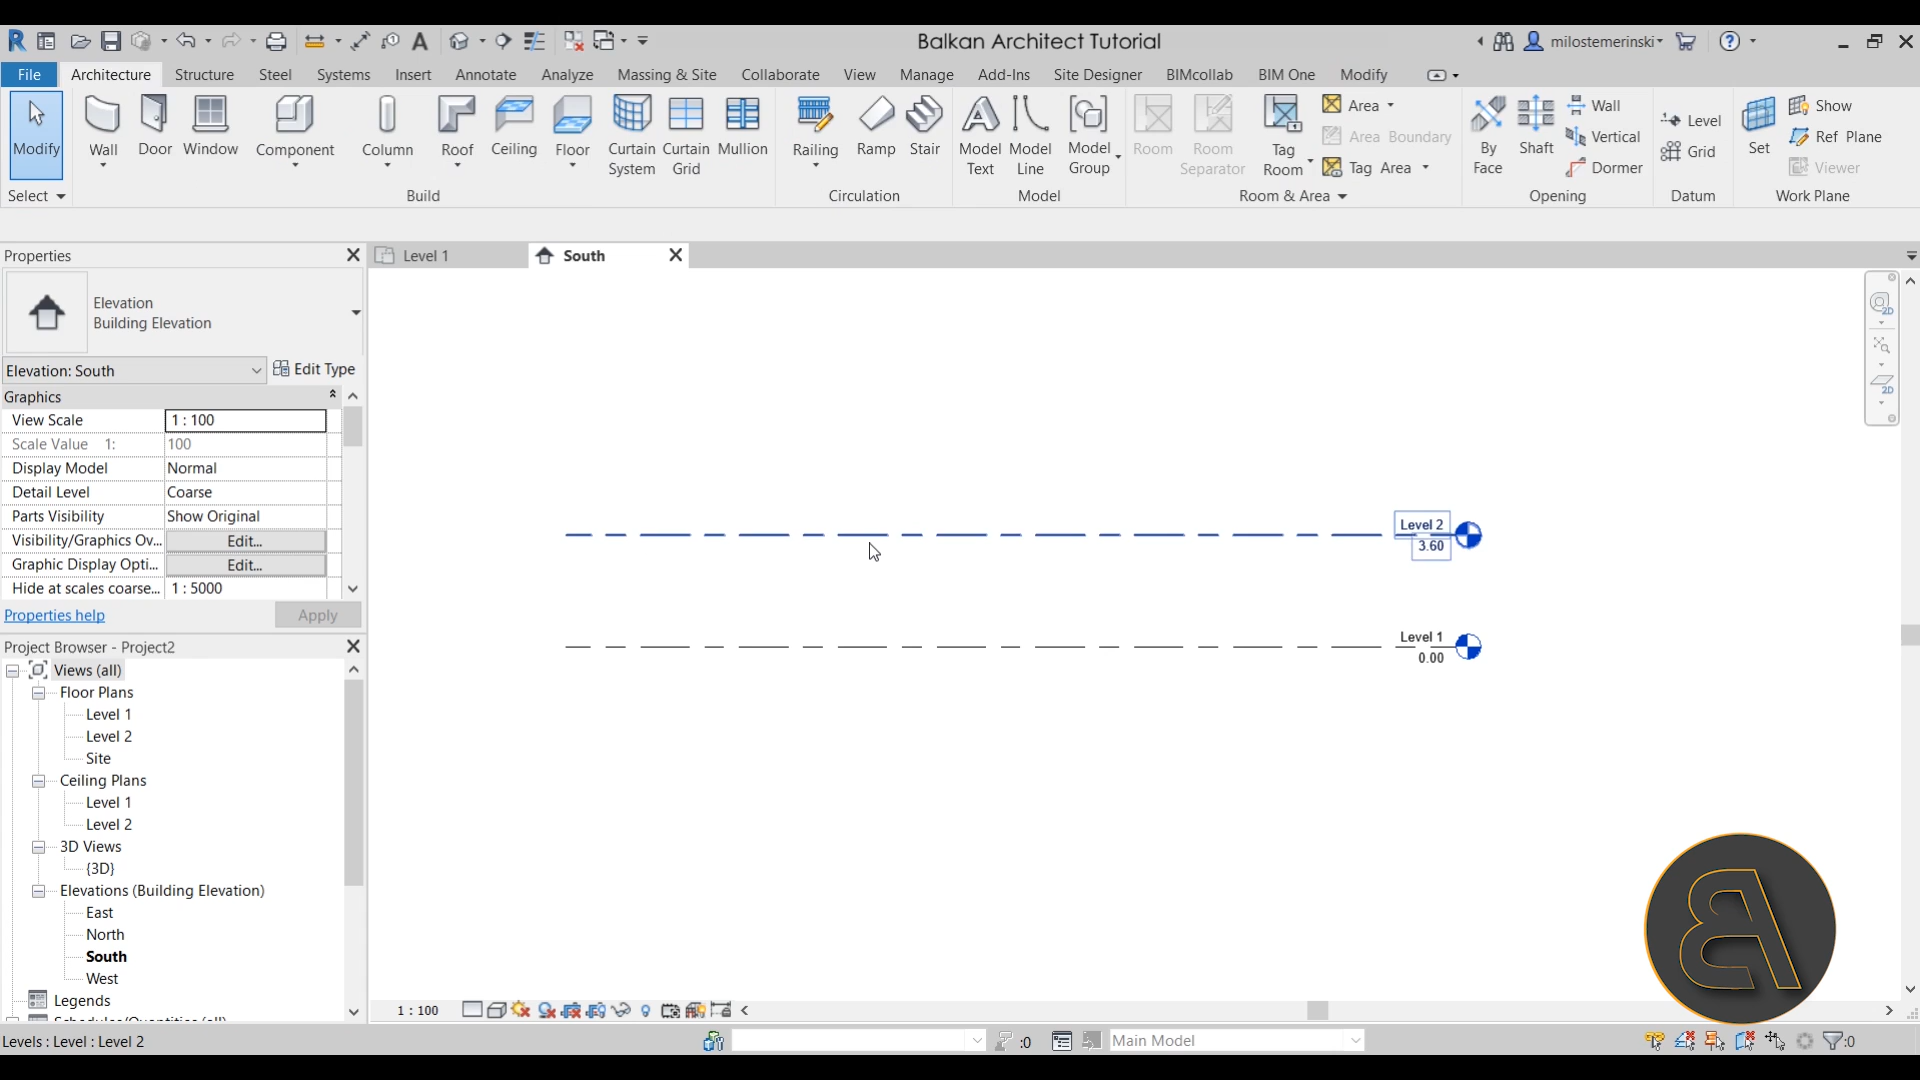 Balkan Architect Tutorial
milostemerinski
File Architecture Structure Steel Systems Insert Annotate Analyze Massing & Site Collaborate View Manage Add-Ins Site Designer BIMcollab BIM One Modify
Modify
Wall
Door
Window
Component
Column
Roof
Ceiling
Floor
Curtain System
Curtain Grid
Mullion
Railing
Ramp
Stair
Model Text
Model Line
Model Group
Room
Room Separator
Tag Room
Area
Area Boundary
Tag Area
By Face
Shaft
Wall
Vertical
Dormer
Level
Grid
Set
Show
Ref Plane
Viewer
Select Build Circulation Model Room & Area Opening Datum Work Plane
Properties
Level 1
South
Elevation
Building Elevation
Elevation: South
Edit Type
Graphics
View Scale 1 : 100
Scale Value 1: 100
Display Model Normal
Detail Level Coarse
Parts Visibility Show Original
Visibility/Graphics Ov... Edit...
Graphic Display Opti... Edit...
Hide at scales coarse... 1 : 5000
Properties help
Apply
Project Browser - Project2
Views (all)
Floor Plans
Level 1
Level 2
Site
Ceiling Plans
Level 1
Level 2
3D Views
{3D}
Elevations (Building Elevation)
East
North
South
West
Legends
Level 2
3.60
Level 1
0.00
2D
2D
1 : 100
Levels : Level : Level 2
:0
Main Model
:0